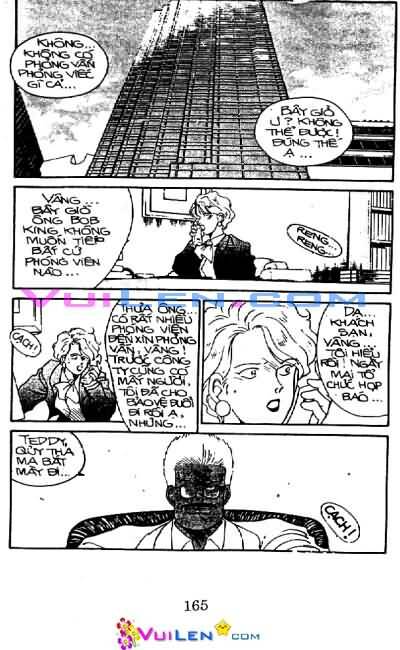 KHÔNG...
KHÔNG CÓ
PHỎNG VẤN
PHỎNG VIẾC
GÌ CẢ...
BÂY GIỜ
Ư? KHÔNG
THỂ ĐƯỢC!
ĐÚNG THẾ
Ạ...
VÂNG...
BÂY GIỜ
ÔNG BOB
KING KHÔNG
MUỐN TIẾP
BẤT CỨ
PHÓNG VIÊN
NÀO...
RENG...
RENG...
VuiLen.com
THƯA ÔNG...
CÓ RẤT NHIỀU
PHÓNG VIÊN
ĐẾN XIN PHỎNG
VẤN, VÂNG!
TRƯỚC CÔNG
TY CŨNG CÓ
MẤY NGƯỜI,
TÔI ĐÃ CHO
BẢO VỆ ĐUỔI
ĐI RỒI Ạ,
NHƯNG...
CẠCH!
DẠ...
KHÁCH
SẠN,
VÂNG...
TÔI HIỂU
RỒI! NGÀY
MAI TỔ
CHỨC HỌP
BÁO...
TEDDY,
QUỶ THA
MA BẮT
MÀY ĐI...
CẠCH!
165
VuiLen.com